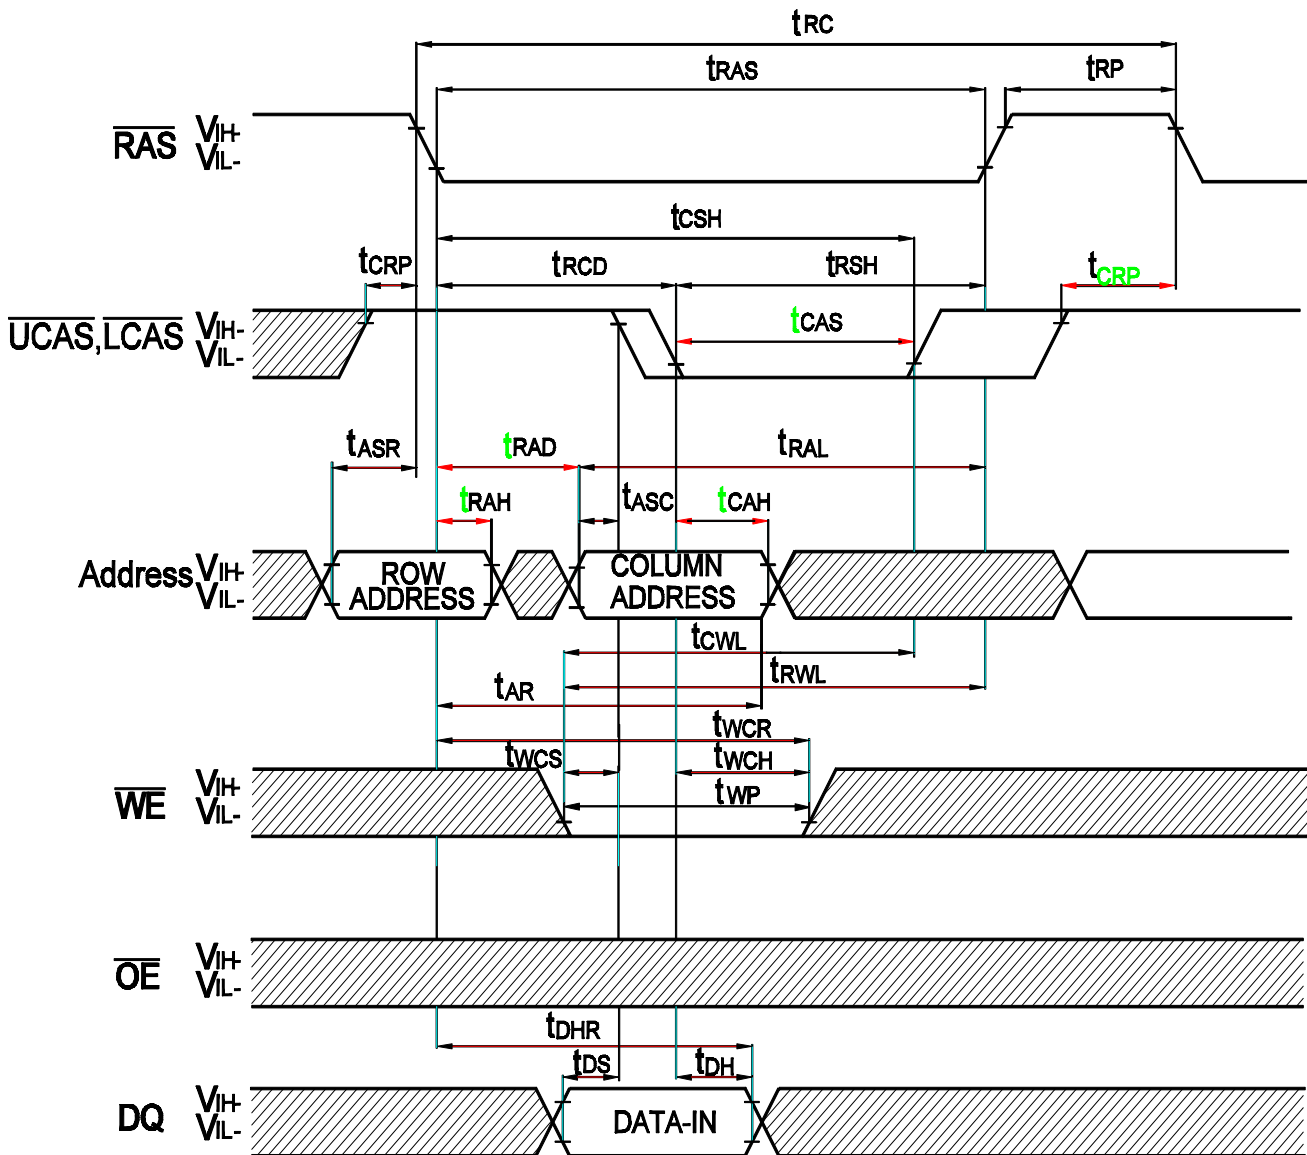 tRC
tRAS
tRP
RAS
VIH-
VIL-
tCSH
tCRP
tRCD
tRSH
tCRP
UCAS,LCAS
VIH-
VIL-
tCAS
tASR
tRAD
tRAL
tRAH
tASC
tCAH
Address
VIH-
VIL-
ROW
ADDRESS
COLUMN
ADDRESS
tCWL
tRWL
tAR
tWCR
tWCS
tWCH
tWP
WE
VIH-
VIL-
OE
VIH-
VIL-
tDHR
tDS
tDH
DQ
VIH-
VIL-
DATA-IN